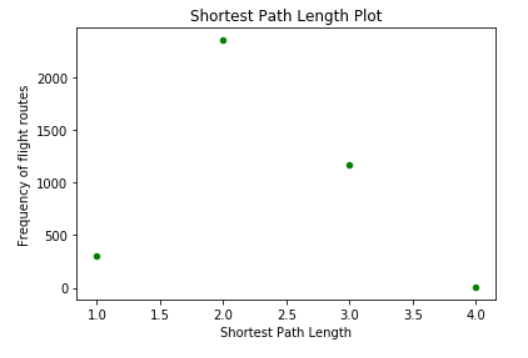 Shortest Path Length Plot
Frequency of flight routes
2000
1500
1000
500
0
1.0 1.5 2.0 2.5 3.0 3.5 4.0
Shortest Path Length